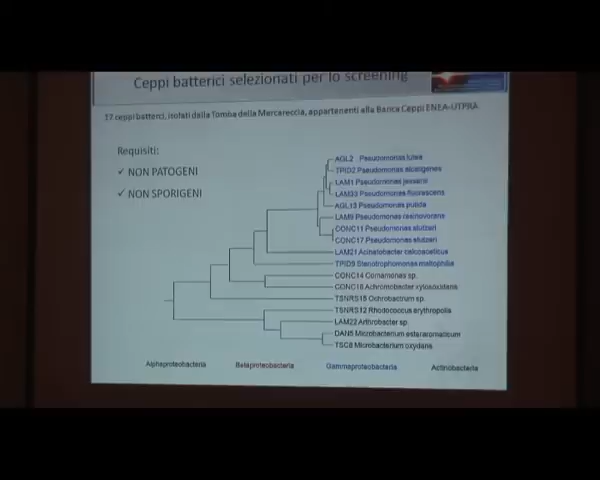 Ceppi batterici selezionati per lo screening
17 ceppi batterci, isolati dalla Tomba della Mercareccia, appartenenti alla Banca Ceppi ENEA-UTPRA
Requisiti:
✓ NON PATOGENI
✓ NON SPORIGENI
AGL2 Pseudomonas lutea
TPID2 Pseudomonas alcaligenes
LAM1 Pseudomonas jessenii
LAM33 Pseudomonas fluorescens
AGL13 Pseudomonas putida
LAM9 Pseudomonas resinovorans
CONC11 Pseudomonas stutzeri
CONC17 Pseudomonas stutzeri
LAM21 Acinetobacter calcoaceticus
TPID9 Stenotrophomonas maltophilia
CONC14 Comamonas sp.
CONC18 Achromobacter xylosoxidans
TSNRS15 Ochrobactrum sp.
TSNRS12 Rhodococcus erythropolis
LAM22 Arthrobacter sp.
DAN5 Microbacterium esteraromaticum
TSC8 Microbacterium oxydans
Alphaproteobacteria Betaproteobacteria Gammaproteobacteria Actinobacteria